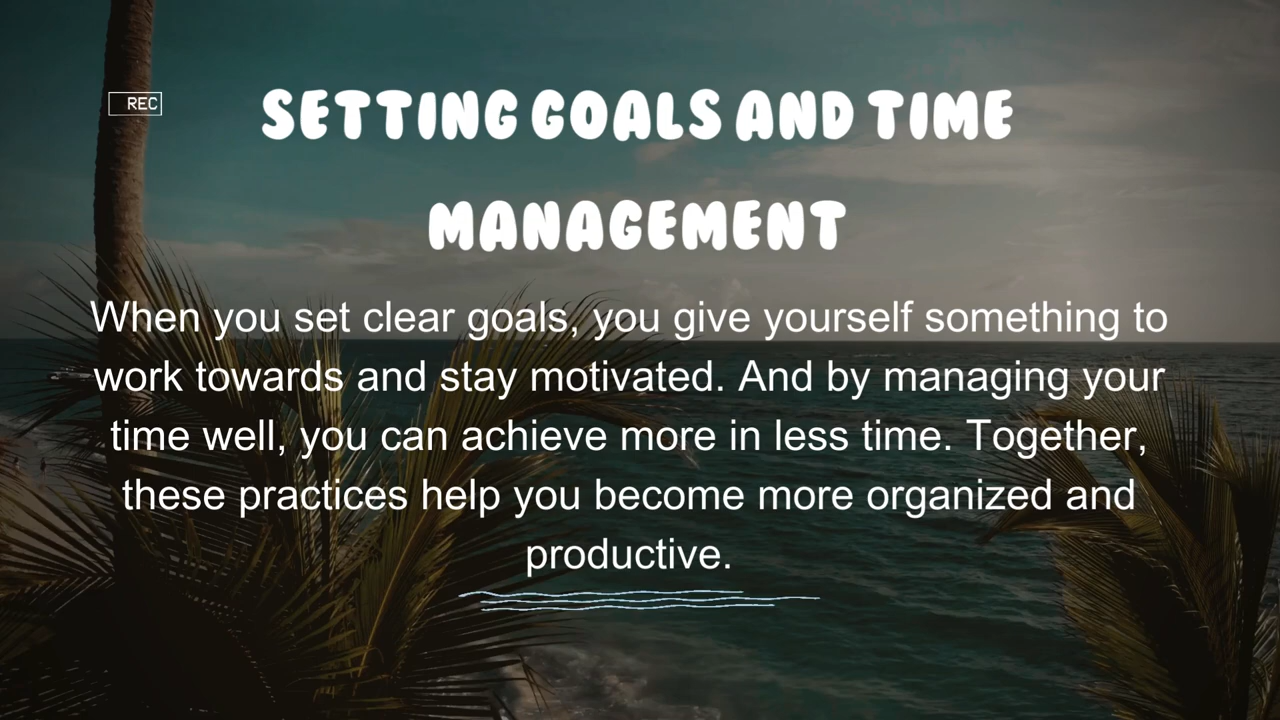 REC
SETTING GOALS AND TIME
MANAGEMENT
When you set clear goals, you give yourself something to
work towards and stay motivated. And by managing your
time well, you can achieve more in less time. Together,
these practices help you become more organized and
productive.